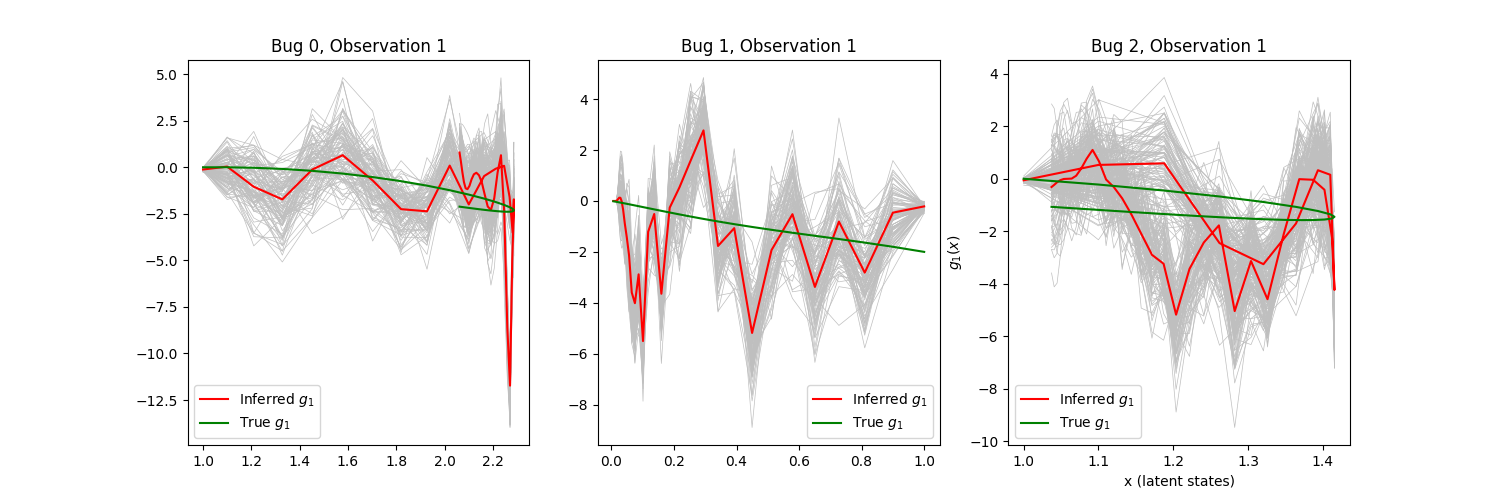 Bug 0, Observation 1
5.0
2.5
0.0
−2.5
−5.0
−7.5
−10.0
−12.5
1.0 1.2 1.4 1.6 1.8 2.0 2.2
Inferred g₁
True g₁
Bug 1, Observation 1
4
2
0
−2
−4
−6
−8
0.0 0.2 0.4 0.6 0.8 1.0
Inferred g₁
True g₁
Bug 2, Observation 1
g₁(x)
4
2
0
−2
−4
−6
−8
−10
1.0 1.1 1.2 1.3 1.4
x (latent states)
Inferred g₁
True g₁